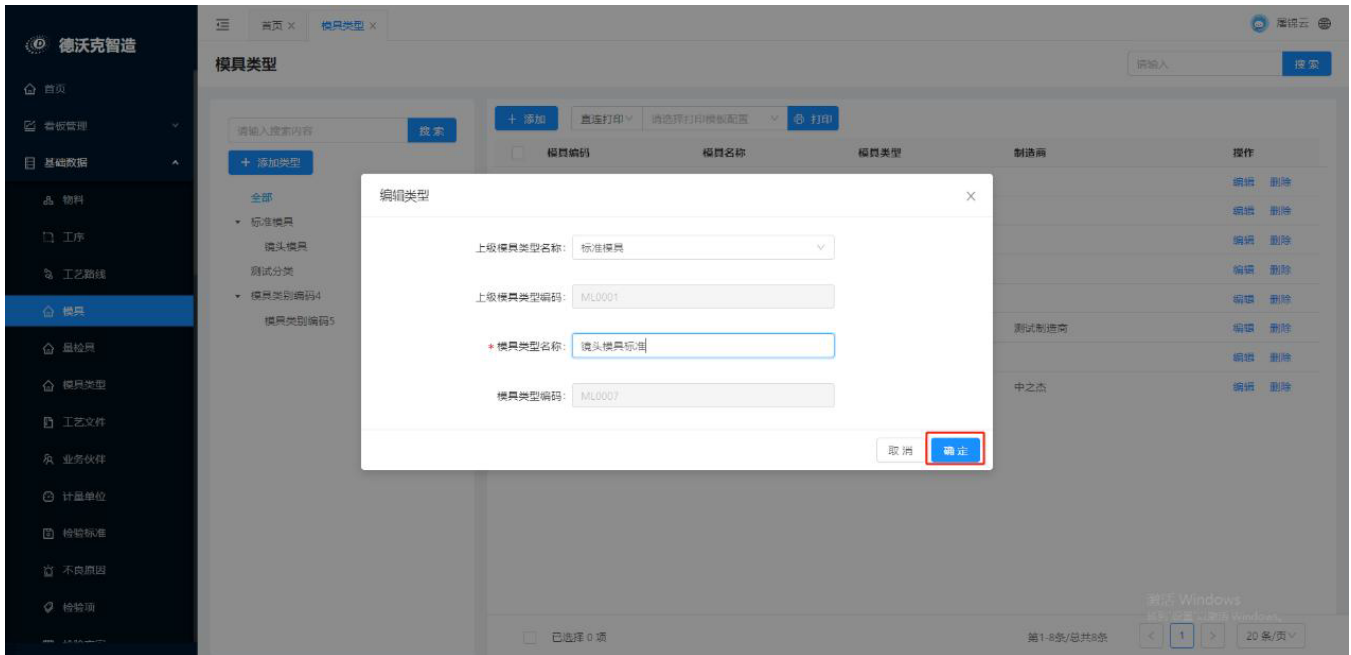 德沃克智造
首页
模具类型
潘锦云
模具类型
请输入
搜 索
首页
看板管理
基础数据
物料
工序
工艺路线
模具
量检具
模具类型
工艺文件
业务伙伴
计量单位
检验标准
不良原因
检验项
请输入搜索内容
搜 索
添加类型
全部
标准模具
镜头模具
测试分类
模具类别编码4
模具类别编码5
添加
直连打印
请选择打印模板配置
打印
模具编码 模具名称 模具类型 制造商 操作
编辑 删除
编辑 删除
编辑 删除
编辑 删除
编辑 删除
测试制造商 编辑 删除
编辑 删除
中之杰 编辑 删除
编辑类型
上级模具类型名称: 标准模具
上级模具类型编码: ML0001
* 模具类型名称: 镜头模具标准
模具类型编码: ML0007
取 消
确 定
激活 Windows
已选择 0 项
第1-8条/总共8条
1
20 条/页